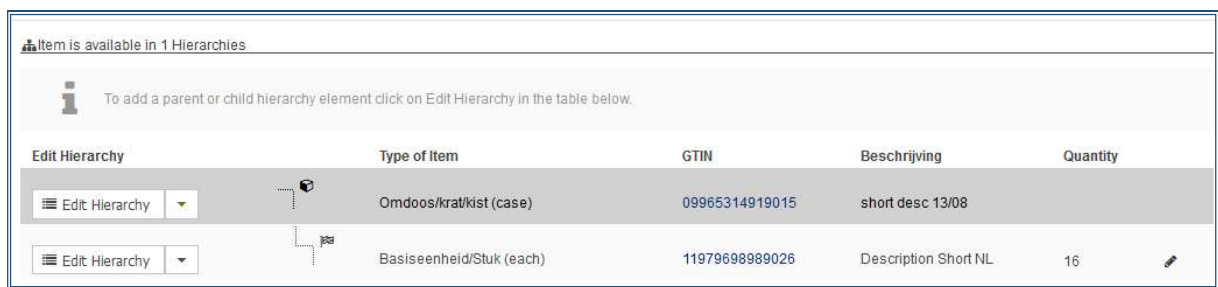 Item is available in 1 Hierarchies
To add a parent or child hierarchy element click on Edit Hierarchy in the table below.
Edit Hierarchy Type of Item GTIN Beschrijving Quantity
Edit Hierarchy Omdoos/krat/kist (case) 09965314919015 short desc 13/08
Edit Hierarchy Basiseenheid/Stuk (each) 11979698989026 Description Short NL 16